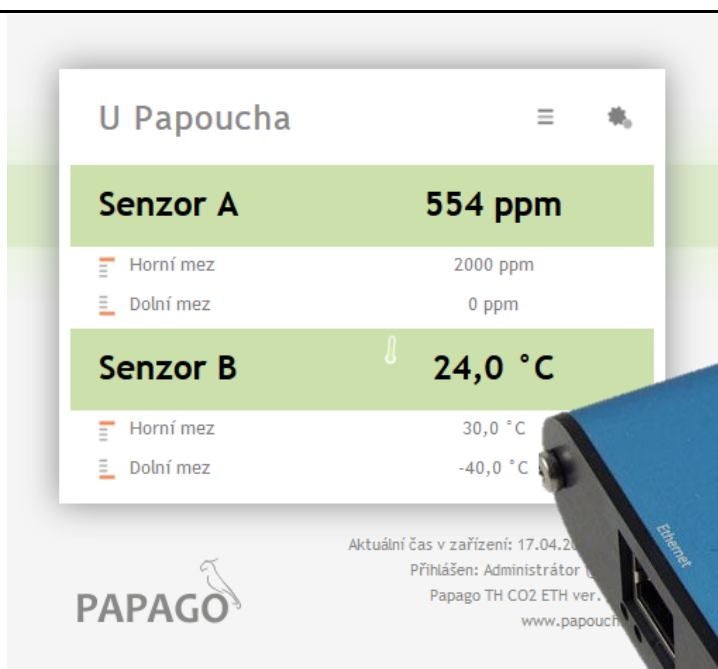 U Papoucha
Senzor A 554 ppm
Horní mez 2000 ppm
Dolní mez 0 ppm
Senzor B 24,0 °C
Horní mez 30,0 °C
Dolní mez -40,0 °C
Aktuální čas v zařízení: 17.04.
Přihlášen: Administrátor
Papago TH CO2 ETH ver.
www.papouch
PAPAGO
Ethernet